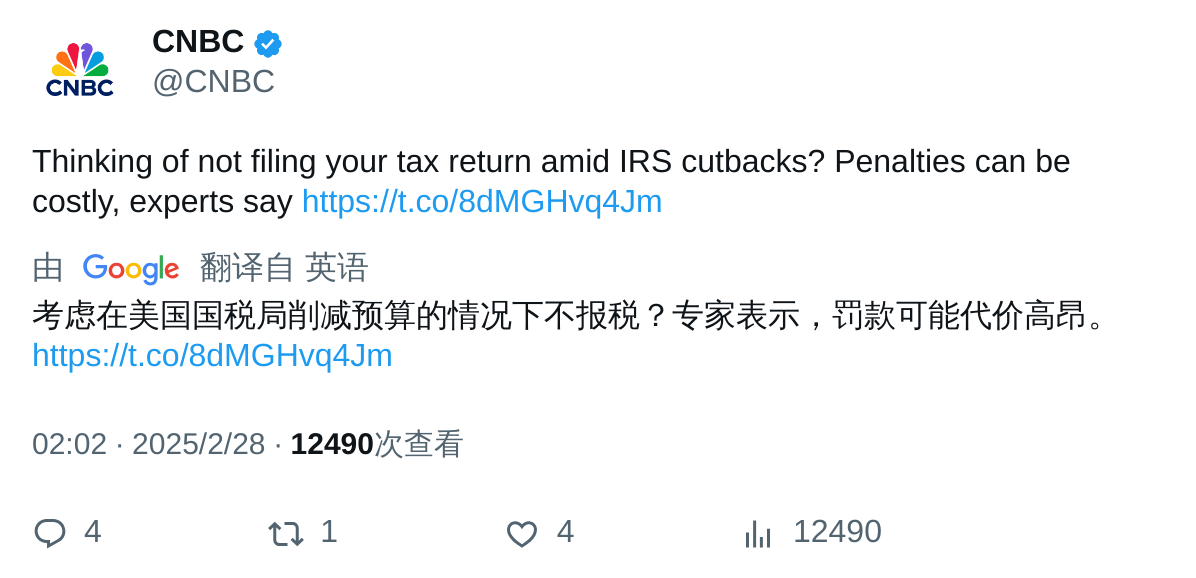 CNBC
CNBC
@CNBC
Thinking of not filing your tax return amid IRS cutbacks? Penalties can be
costly, experts say https://t.co/8dMGHvq4Jm
由 Google 翻译自 英语
考虑在美国国税局削减预算的情况下不报税？专家表示，罚款可能代价高昂。
https://t.co/8dMGHvq4Jm
02:02 · 2025/2/28 · 12490次查看
4 1 4 12490